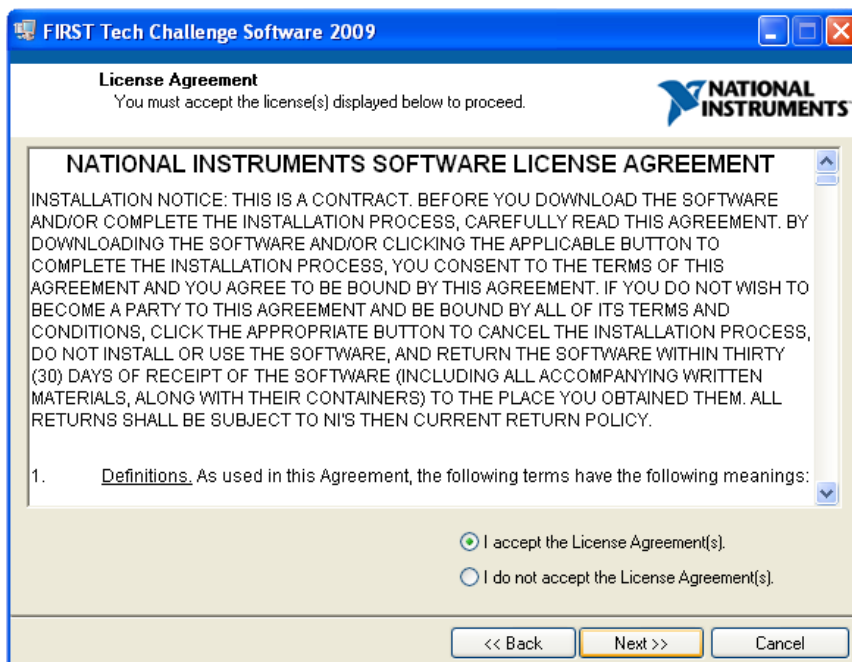 FIRST Tech Challenge Software 2009
License Agreement
You must accept the license(s) displayed below to proceed.
NATIONAL
INSTRUMENTS
NATIONAL INSTRUMENTS SOFTWARE LICENSE AGREEMENT
INSTALLATION NOTICE: THIS IS A CONTRACT. BEFORE YOU DOWNLOAD THE SOFTWARE
AND/OR COMPLETE THE INSTALLATION PROCESS, CAREFULLY READ THIS AGREEMENT. BY
DOWNLOADING THE SOFTWARE AND/OR CLICKING THE APPLICABLE BUTTON TO
COMPLETE THE INSTALLATION PROCESS, YOU CONSENT TO THE TERMS OF THIS
AGREEMENT AND YOU AGREE TO BE BOUND BY THIS AGREEMENT. IF YOU DO NOT WISH TO
BECOME A PARTY TO THIS AGREEMENT AND BE BOUND BY ALL OF ITS TERMS AND
CONDITIONS, CLICK THE APPROPRIATE BUTTON TO CANCEL THE INSTALLATION PROCESS,
DO NOT INSTALL OR USE THE SOFTWARE, AND RETURN THE SOFTWARE WITHIN THIRTY
(30) DAYS OF RECEIPT OF THE SOFTWARE (INCLUDING ALL ACCOMPANYING WRITTEN
MATERIALS, ALONG WITH THEIR CONTAINERS) TO THE PLACE YOU OBTAINED THEM. ALL
RETURNS SHALL BE SUBJECT TO NI'S THEN CURRENT RETURN POLICY.
1. Definitions. As used in this Agreement, the following terms have the following meanings:
I accept the License Agreement(s).
I do not accept the License Agreement(s).
<< Back Next >> Cancel